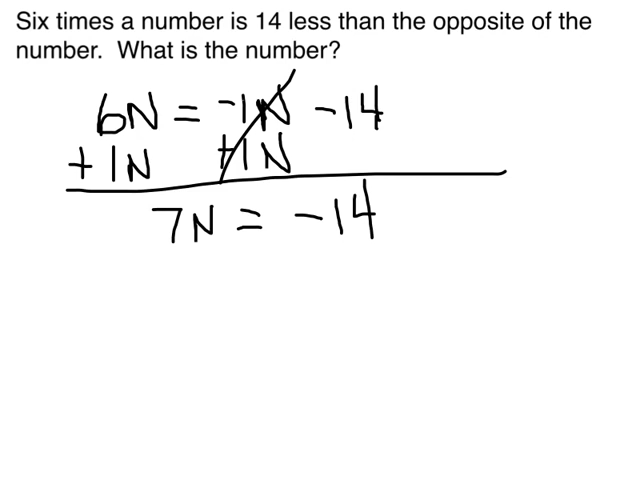 Six times a number is 14 less than the opposite of the
number. What is the number?
6N = -1N -14
+1N +1N
7N = -14